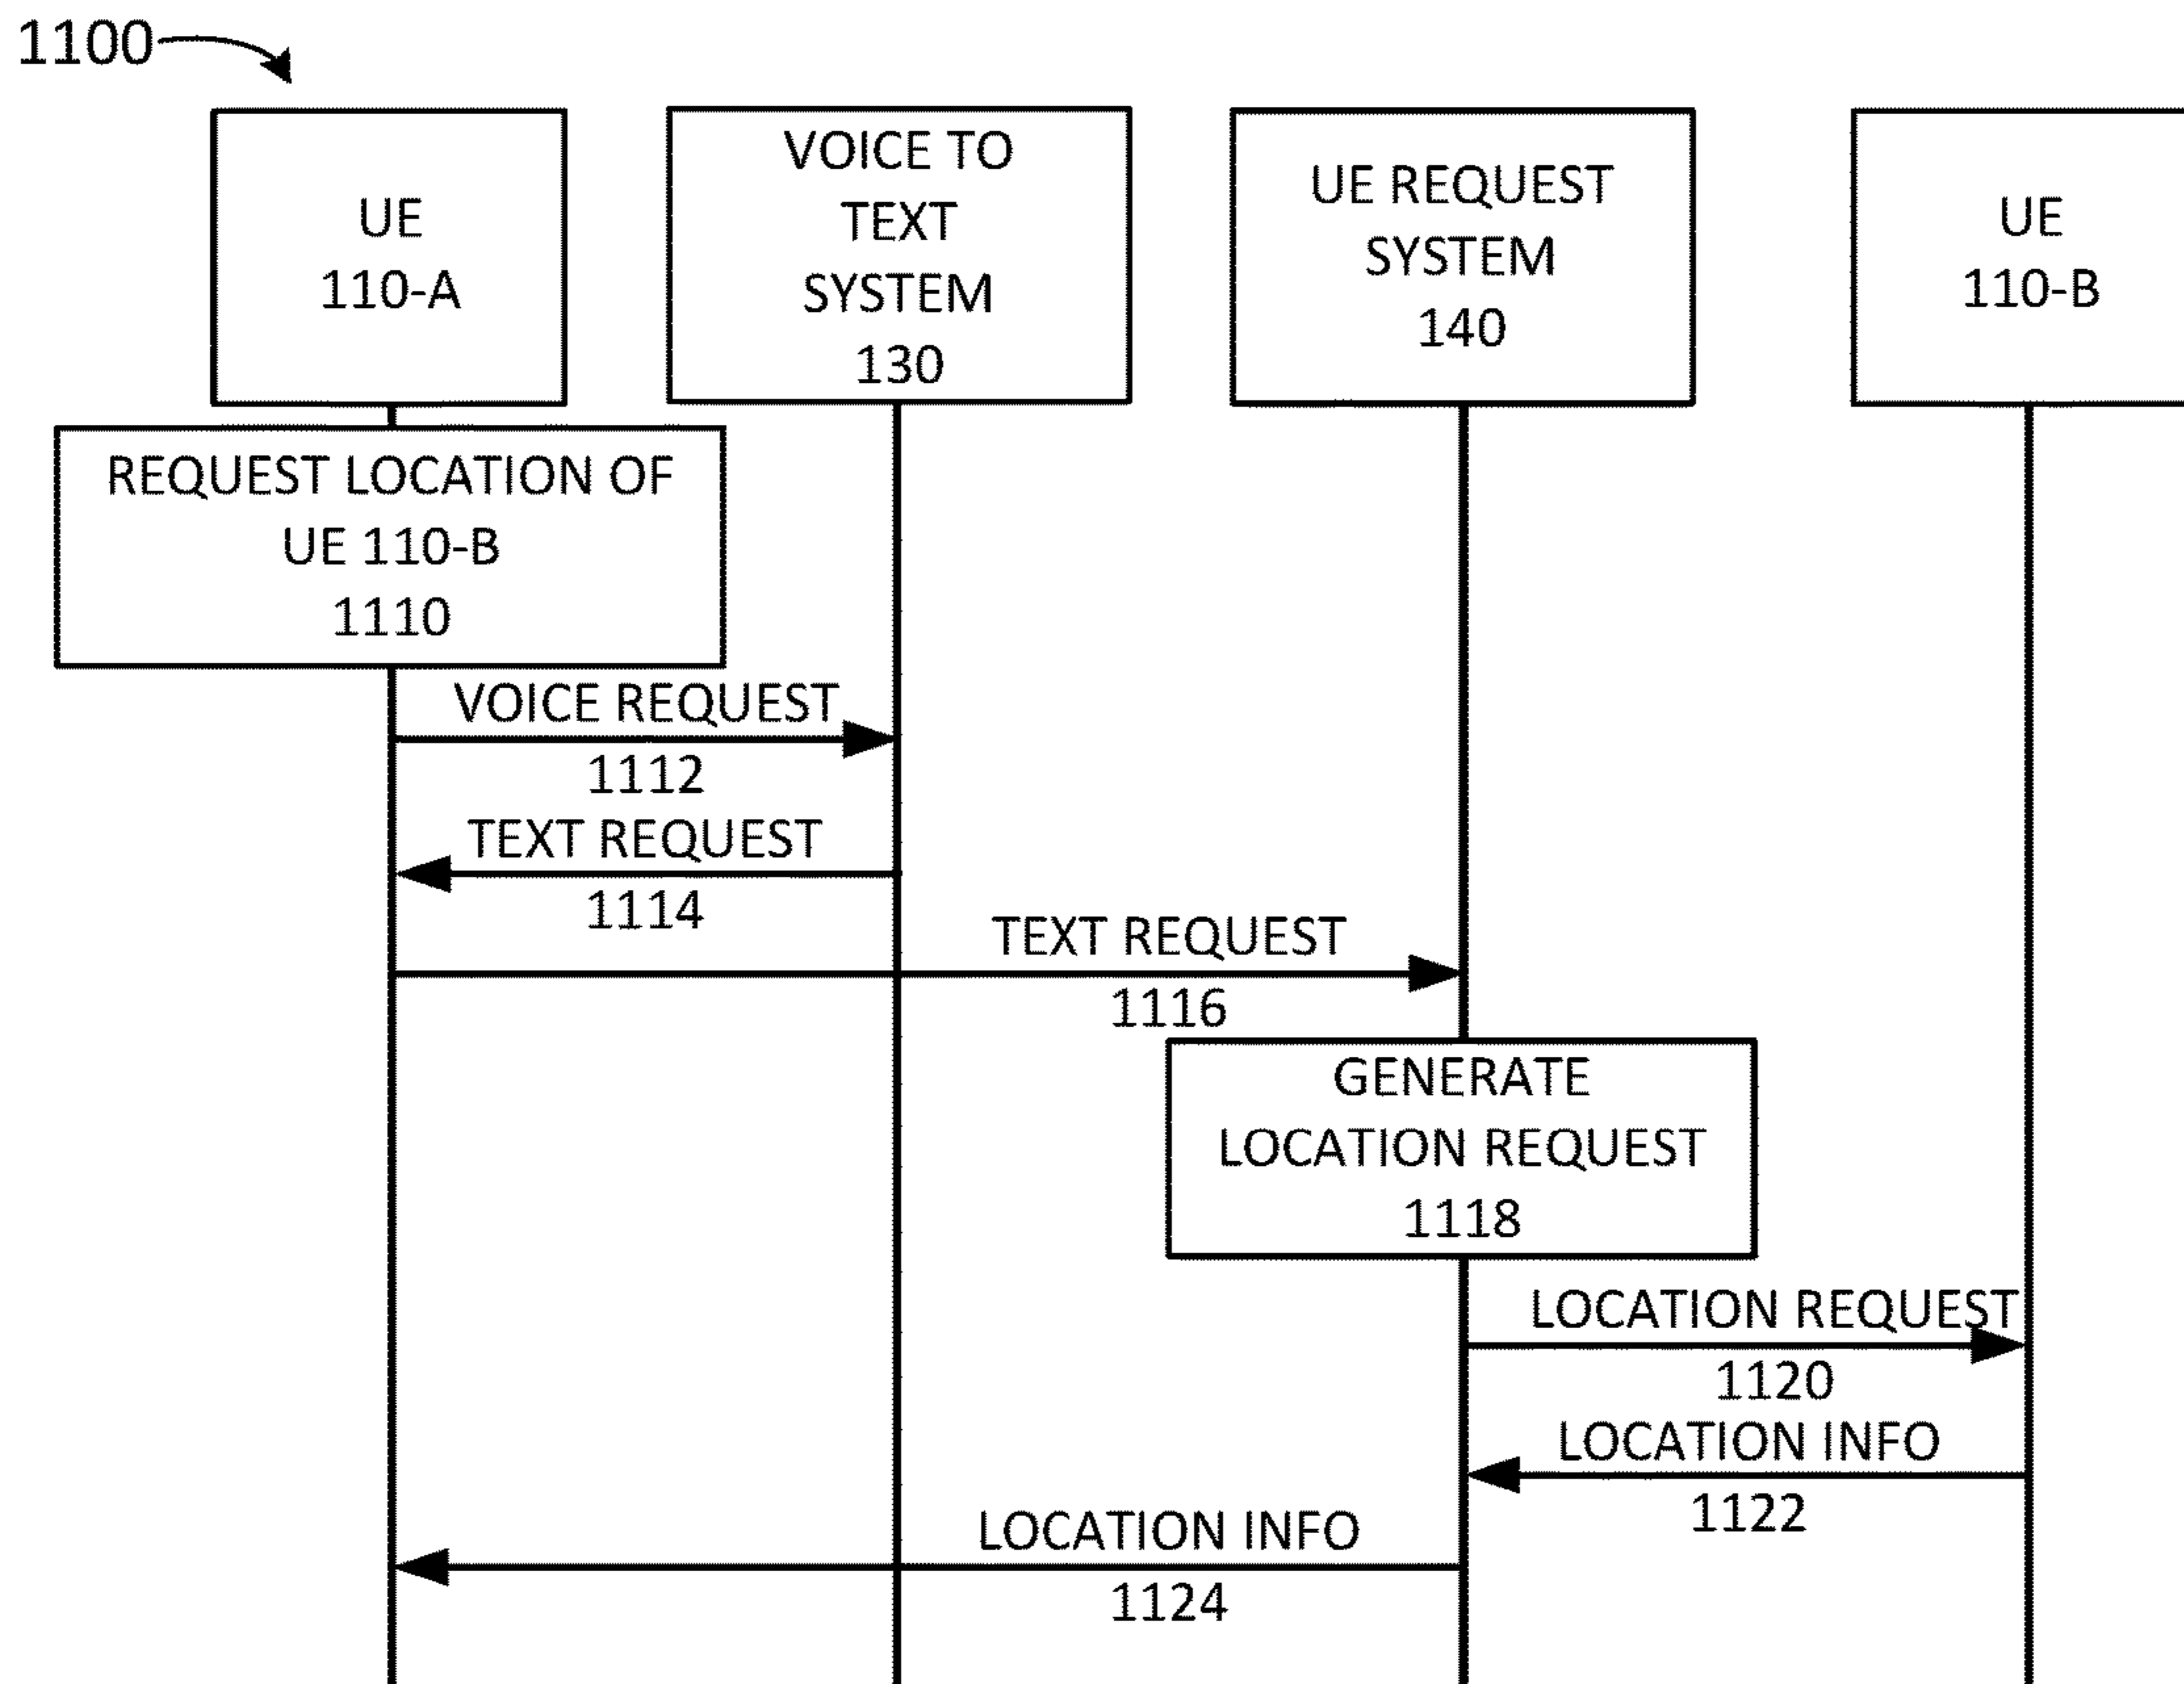 1100
UE
110-A
VOICE TO
TEXT
SYSTEM
130
UE REQUEST
SYSTEM
140
UE
110-B
REQUEST LOCATION OF
UE 110-B
1110
VOICE REQUEST
1112
TEXT REQUEST
1114
TEXT REQUEST
1116
GENERATE
LOCATION REQUEST
1118
LOCATION REQUEST
1120
LOCATION INFO
1122
LOCATION INFO
1124